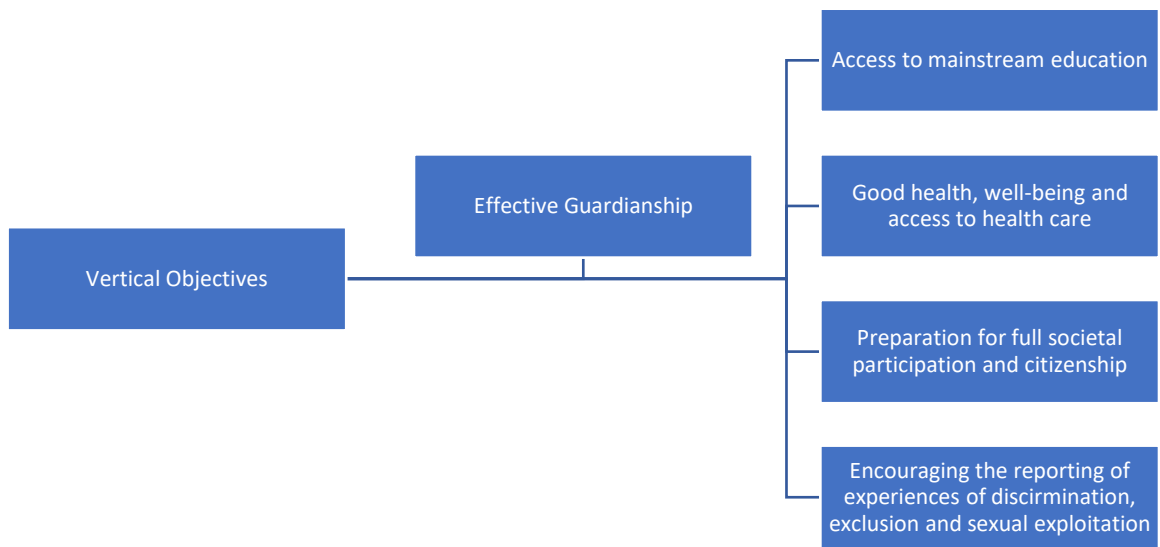 Vertical Objectives
Effective Guardianship
Access to mainstream education
Good health, well-being and
access to health care
Preparation for full societal
participation and citizenship
Encouraging the reporting of
experiences of discirmination,
exclusion and sexual exploitation